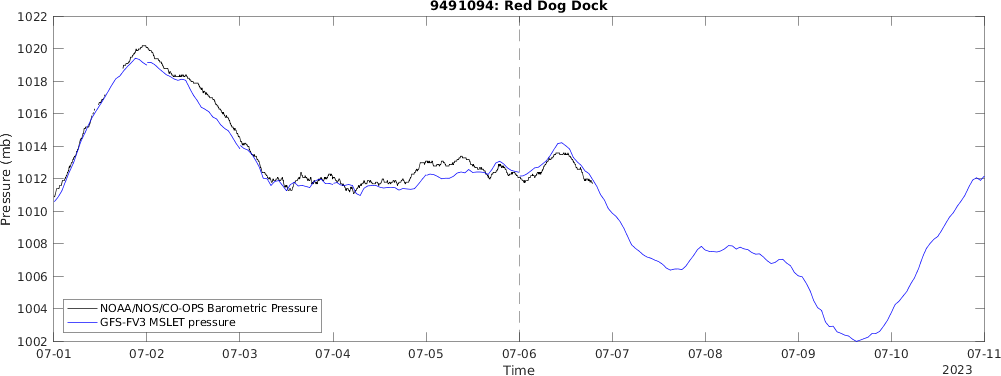 9491094: Red Dog Dock
1022
1020
1018
1016
1014
1012
1010
1008
1006
1004
1002
Pressure (mb)
NOAA/NOS/CO-OPS Barometric Pressure
GFS-FV3 MSLET pressure
07-01 07-02 07-03 07-04 07-05 07-06 07-07 07-08 07-09 07-10 07-11
Time
2023